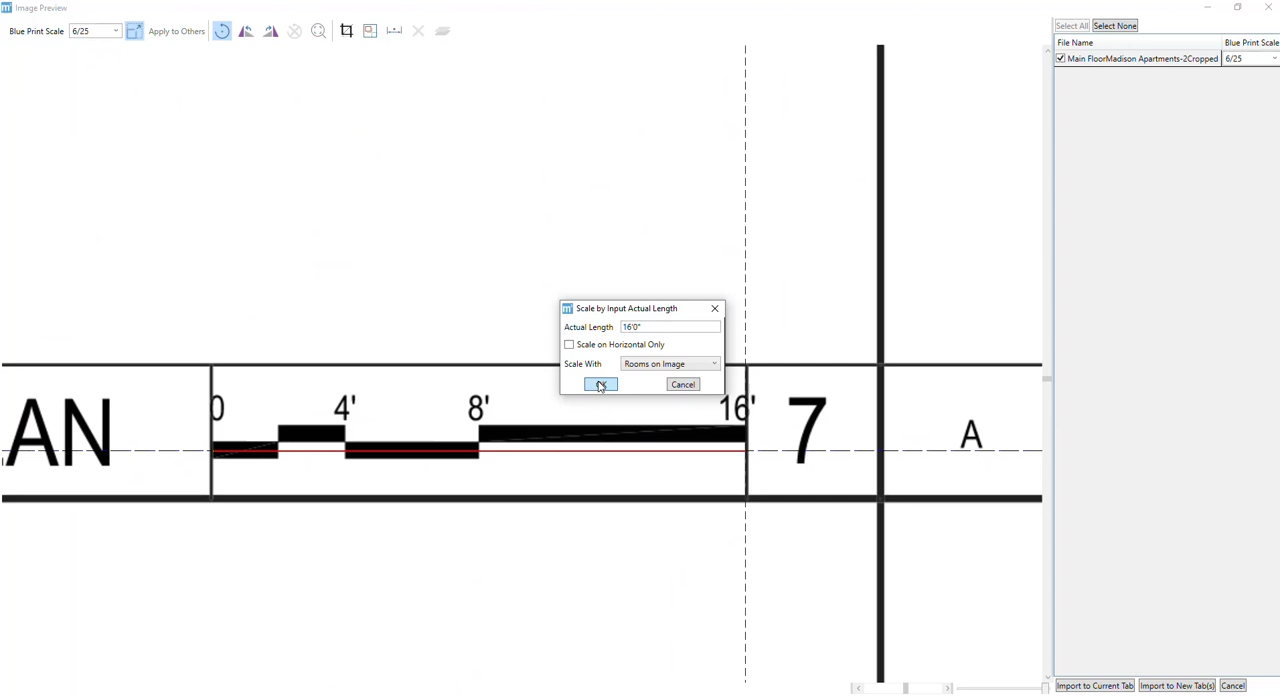 Image Preview
Blue Print Scale 6/25 Apply to Others
Select All Select None
File Name Blue Print Scale
Main FloorMadison Apartments-2Cropped 6/25
Scale by Input Actual Length
Actual Length 16'0"
Scale on Horizontal Only
Scale With Rooms on Image
Cancel
AN 0 4' 8' 16' 7 A
Import to Current Tab Import to New Tab(s) Cancel